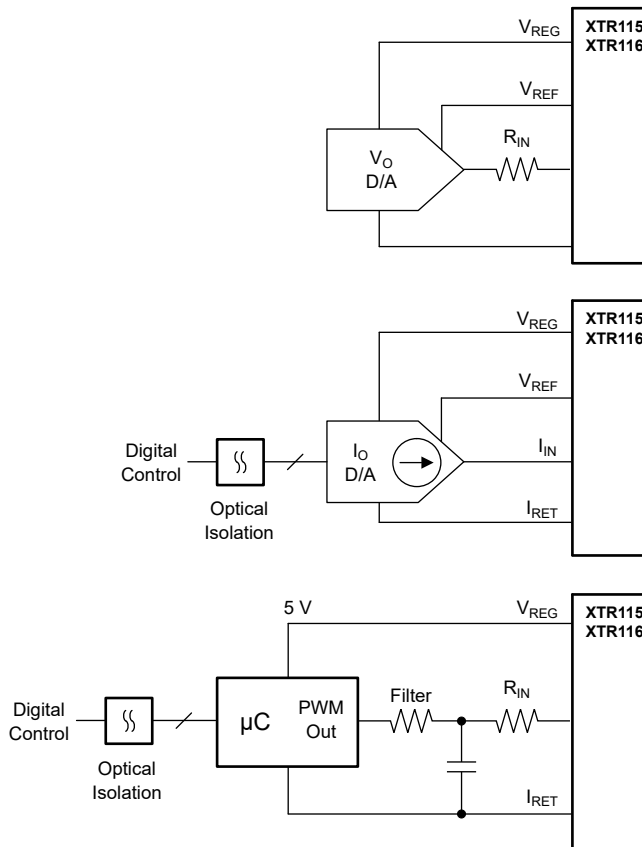 V_REG
XTR115
XTR116
V_REF
R_IN
V_O
D/A
V_REG
XTR115
XTR116
V_REF
Digital
Control
I_O
D/A
I_IN
Optical
Isolation
I_RET
5 V
V_REG
XTR115
XTR116
Digital
Control
µC
PWM
Out
Filter
R_IN
Optical
Isolation
I_RET